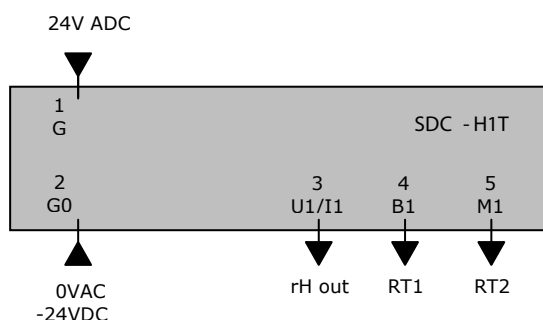 24V ADC
1
G
SDC -H1T
2
G0
3
U1/I1
4
B1
5
M1
0VAC
-24VDC
rH out
RT1
RT2